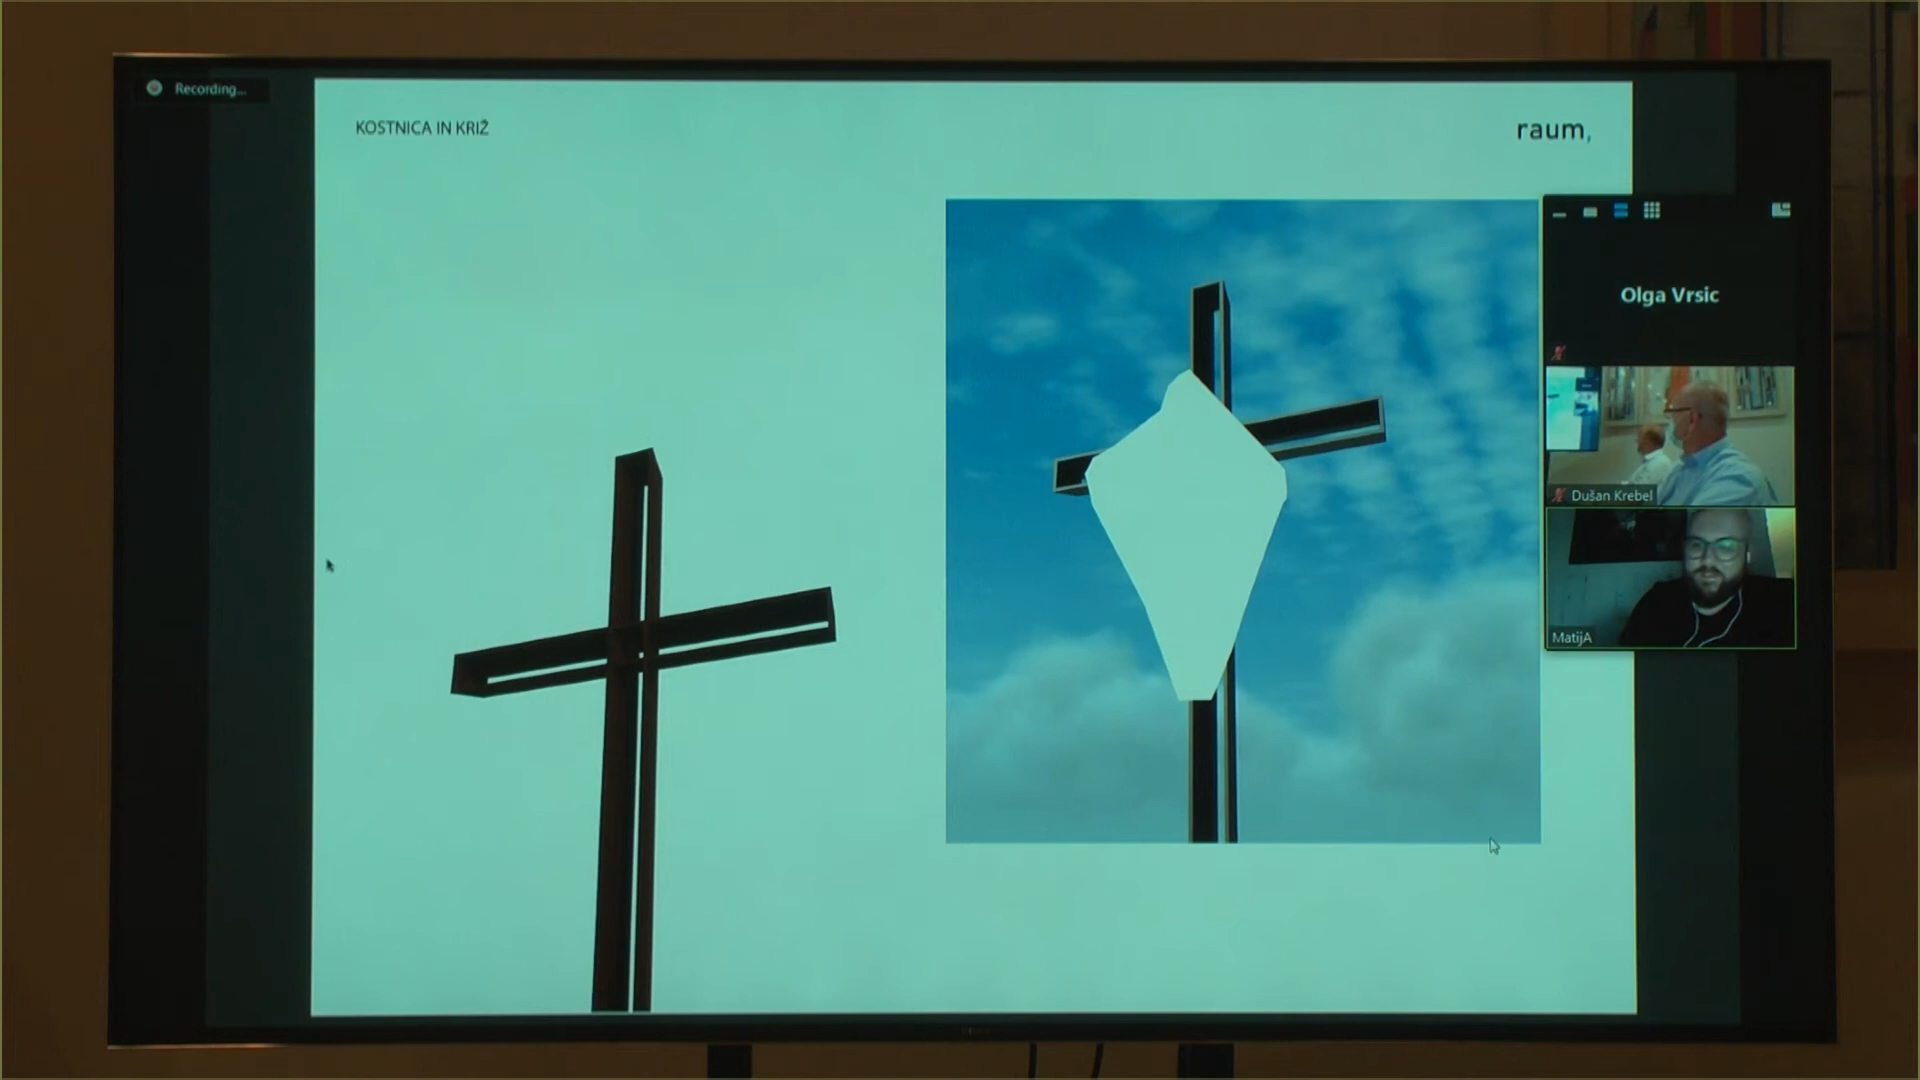 Recording...
KOSTNICA IN KRIŽ
raum,
Olga Vrsic
Dušan Krebel
MatijA